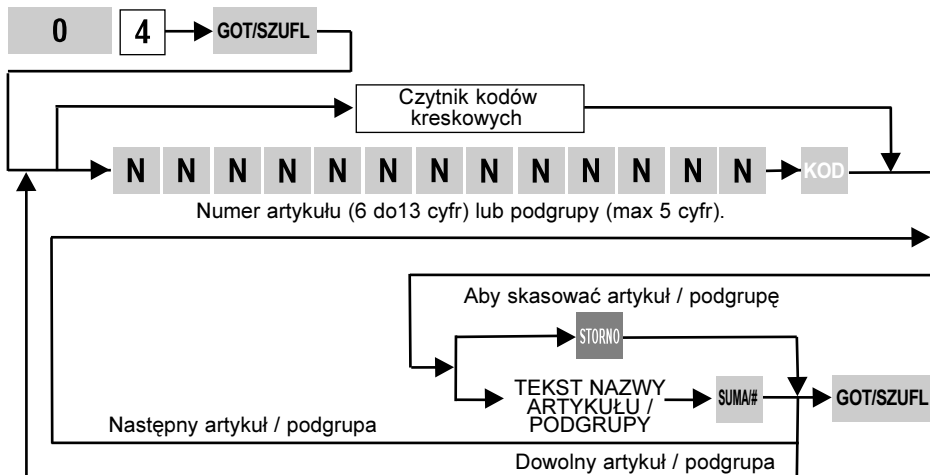 0 4 GOT/SZUFL
Czytnik kodów
kreskowych
N N N N N N N N N N N N KOD
Numer artykułu (6 do13 cyfr) lub podgrupy (max 5 cyfr).
Aby skasować artykuł / podgrupę
STORNO
TEKST NAZWY
ARTYKUŁU /
PODGRUPY
SUMA/# GOT/SZUFL
Następny artykuł / podgrupa
Dowolny artykuł / podgrupa